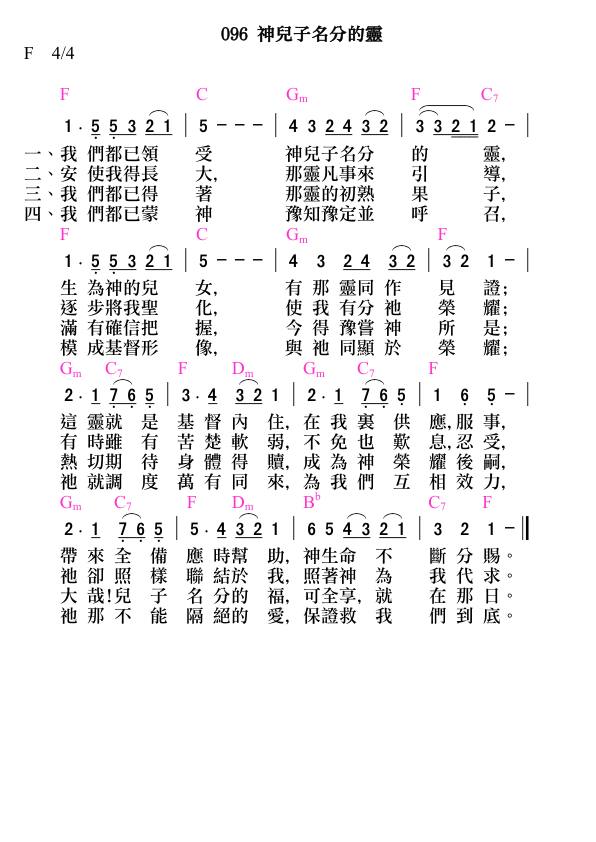 096 神兒子名分的靈
F 4/4
F C Gm F C7
1 · 5 5 3 2 1 | 5 - - - | 4 3 2 4 3 2 | 3 3 2 1 2 - |
一、我 們都已領 受 神兒子名分 的 靈,
二、安 使我得長 大, 那靈凡事來 引 導,
三、我 們都已得 著 那靈的初熟 果 子,
四、我 們都已蒙 神 豫知豫定並 呼 召,
F C Gm F
1 · 5 5 3 2 1 | 5 - - - | 4 3 2 4 3 2 | 3 2 1 - |
生 為神的兒 女, 有 那 靈同 作 見 證;
逐 步將我聖 化, 使 我 有分 祂 榮 耀;
滿 有確信把 握, 今 得 豫嘗 神 所 是;
模 成基督形 像, 與 祂 同顯 於 榮 耀;
Gm C7 F Dm Gm C7 F
2 · 1 7 6 5 | 3 · 4 3 2 1 | 2 · 1 7 6 5 | 1 6 5 - |
這 靈就 是 基 督 內 住, 在 我 裏 供 應,服 事,
有 時雖 有 苦 楚 軟 弱, 不 免 也 歎 息,忍 受,
熱 切期 待 身 體 得 贖, 成 為 神 榮 耀 後 嗣,
祂 就調 度 萬 有 同 來, 為 我 們 互 相 效 力,
Gm C7 F Dm Bb C7 F
2 · 1 7 6 5 | 5 · 4 3 2 1 | 6 5 4 3 2 1 | 3 2 1 - ‖
帶 來 全 備 應 時 幫 助, 神生命 不 斷 分 賜。
祂 卻 照 樣 聯 結 於 我, 照著神 為 我 代 求。
大 哉!兒 子 名 分 的 福, 可全享, 就 在 那 日。
祂 那 不 能 隔 絕 的 愛, 保證救 我 們 到 底。